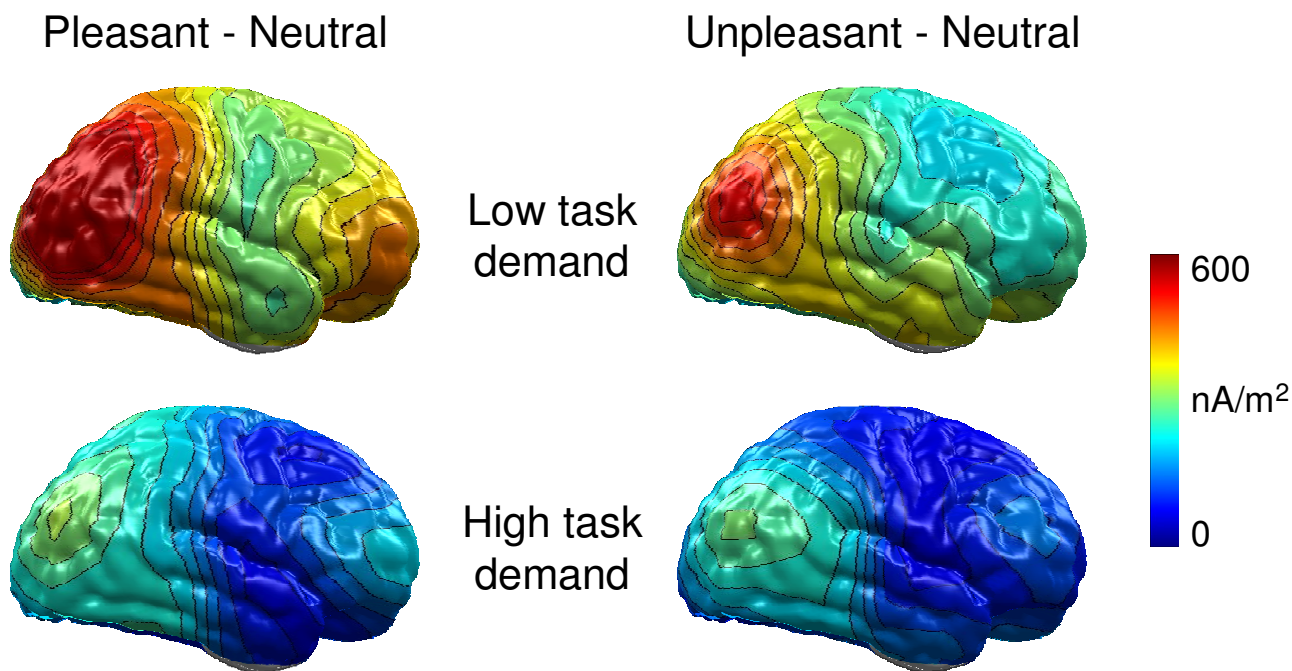 Pleasant - Neutral
Unpleasant - Neutral
Low task
demand
600
nA/m²
0
High task
demand